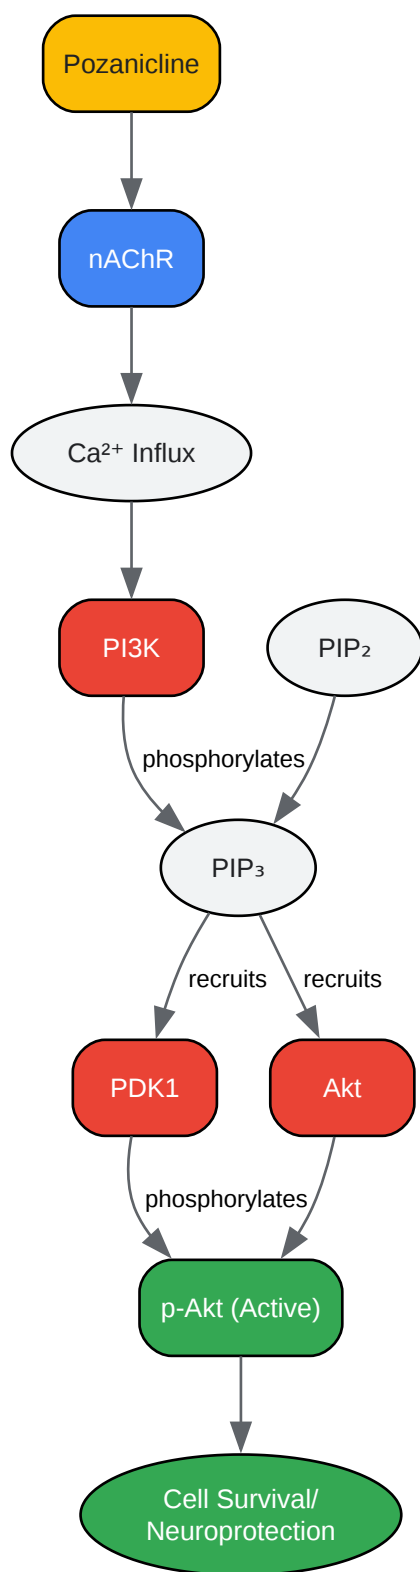 Pozanicline
nAChR
Ca²⁺ Influx
PI3K
PIP₂
phosphorylates
PIP₃
recruits
recruits
PDK1
Akt
phosphorylates
p-Akt (Active)
Cell Survival/
Neuroprotection